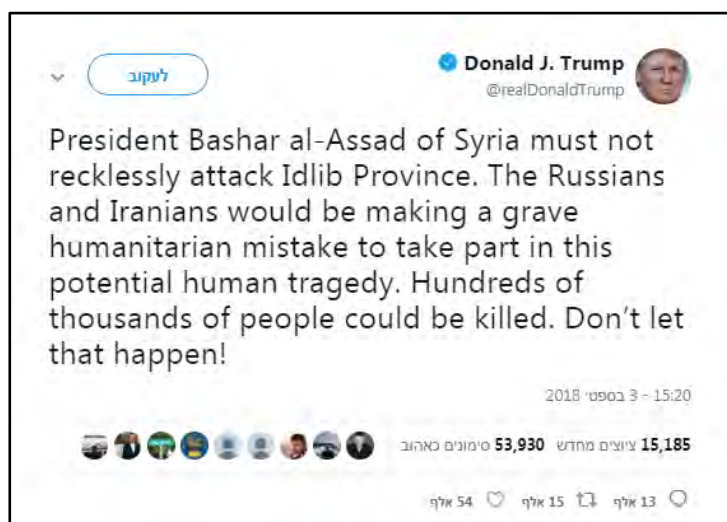 Donald J. Trump
לעקוב
@realDonaldTrump
President Bashar al-Assad of Syria must not
recklessly attack Idlib Province. The Russians
and Iranians would be making a grave
humanitarian mistake to take part in this
potential human tragedy. Hundreds of
thousands of people could be killed. Don't let
that happen!
15:20 - 3 בספט׳ 2018
15,185 ציוצים מחדש 53,930 סימונים כאהוב
13 אלף 15 אלף 54 אלף